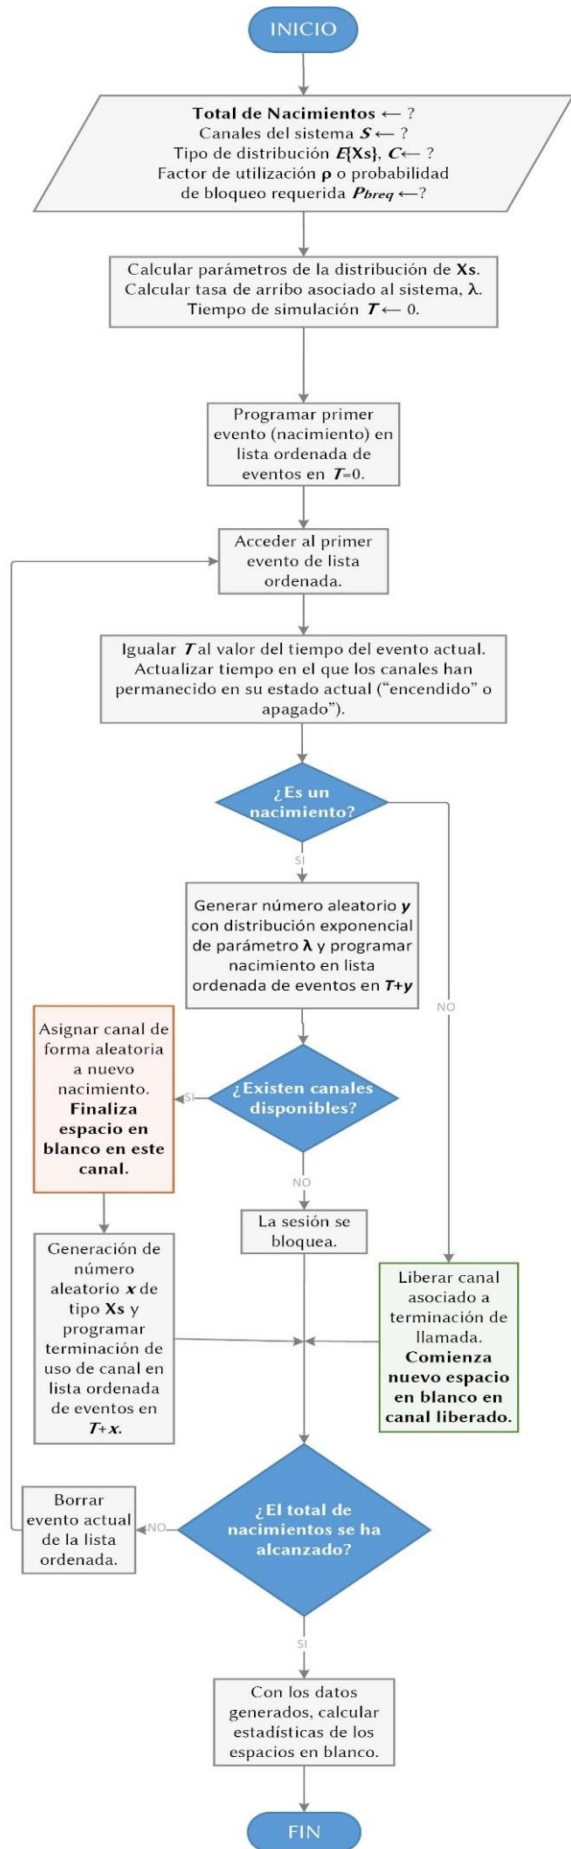 INICIO
Total de Nacimientos ← ?
Canales del sistema S ← ?
Tipo de distribución E{Xs}, C← ?
Factor de utilización ρ o probabilidad
de bloqueo requerida Pbreq ←?
Calcular parámetros de la distribución de Xs.
Calcular tasa de arribo asociado al sistema, λ.
Tiempo de simulación T ← 0.
Programar primer
evento (nacimiento) en
lista ordenada de
eventos en T=0.
Acceder al primer
evento de lista
ordenada.
Igualar T al valor del tiempo del evento actual.
Actualizar tiempo en el que los canales han
permanecido en su estado actual (“encendido” o
apagado”).
¿Es un
nacimiento?
SI
NO
Generar número aleatorio y
con distribución exponencial
de parámetro λ y programar
nacimiento en lista
ordenada de eventos en T+y
¿Existen canales
disponibles?
SI
NO
Asignar canal de
forma aleatoria
a nuevo
nacimiento.
Finaliza
espacio en
blanco en este
canal.
La sesión se
bloquea.
Generación de
número
aleatorio x de
tipo Xs y
programar
terminación de
uso de canal en
lista ordenada
de eventos en
T+x.
Liberar canal
asociado a
terminación de
llamada.
Comienza
nuevo espacio
en blanco en
canal liberado.
¿El total de
nacimientos se ha
alcanzado?
NO
SI
Borrar
evento actual
de la lista
ordenada.
Con los datos
generados, calcular
estadísticas de los
espacios en blanco.
FIN